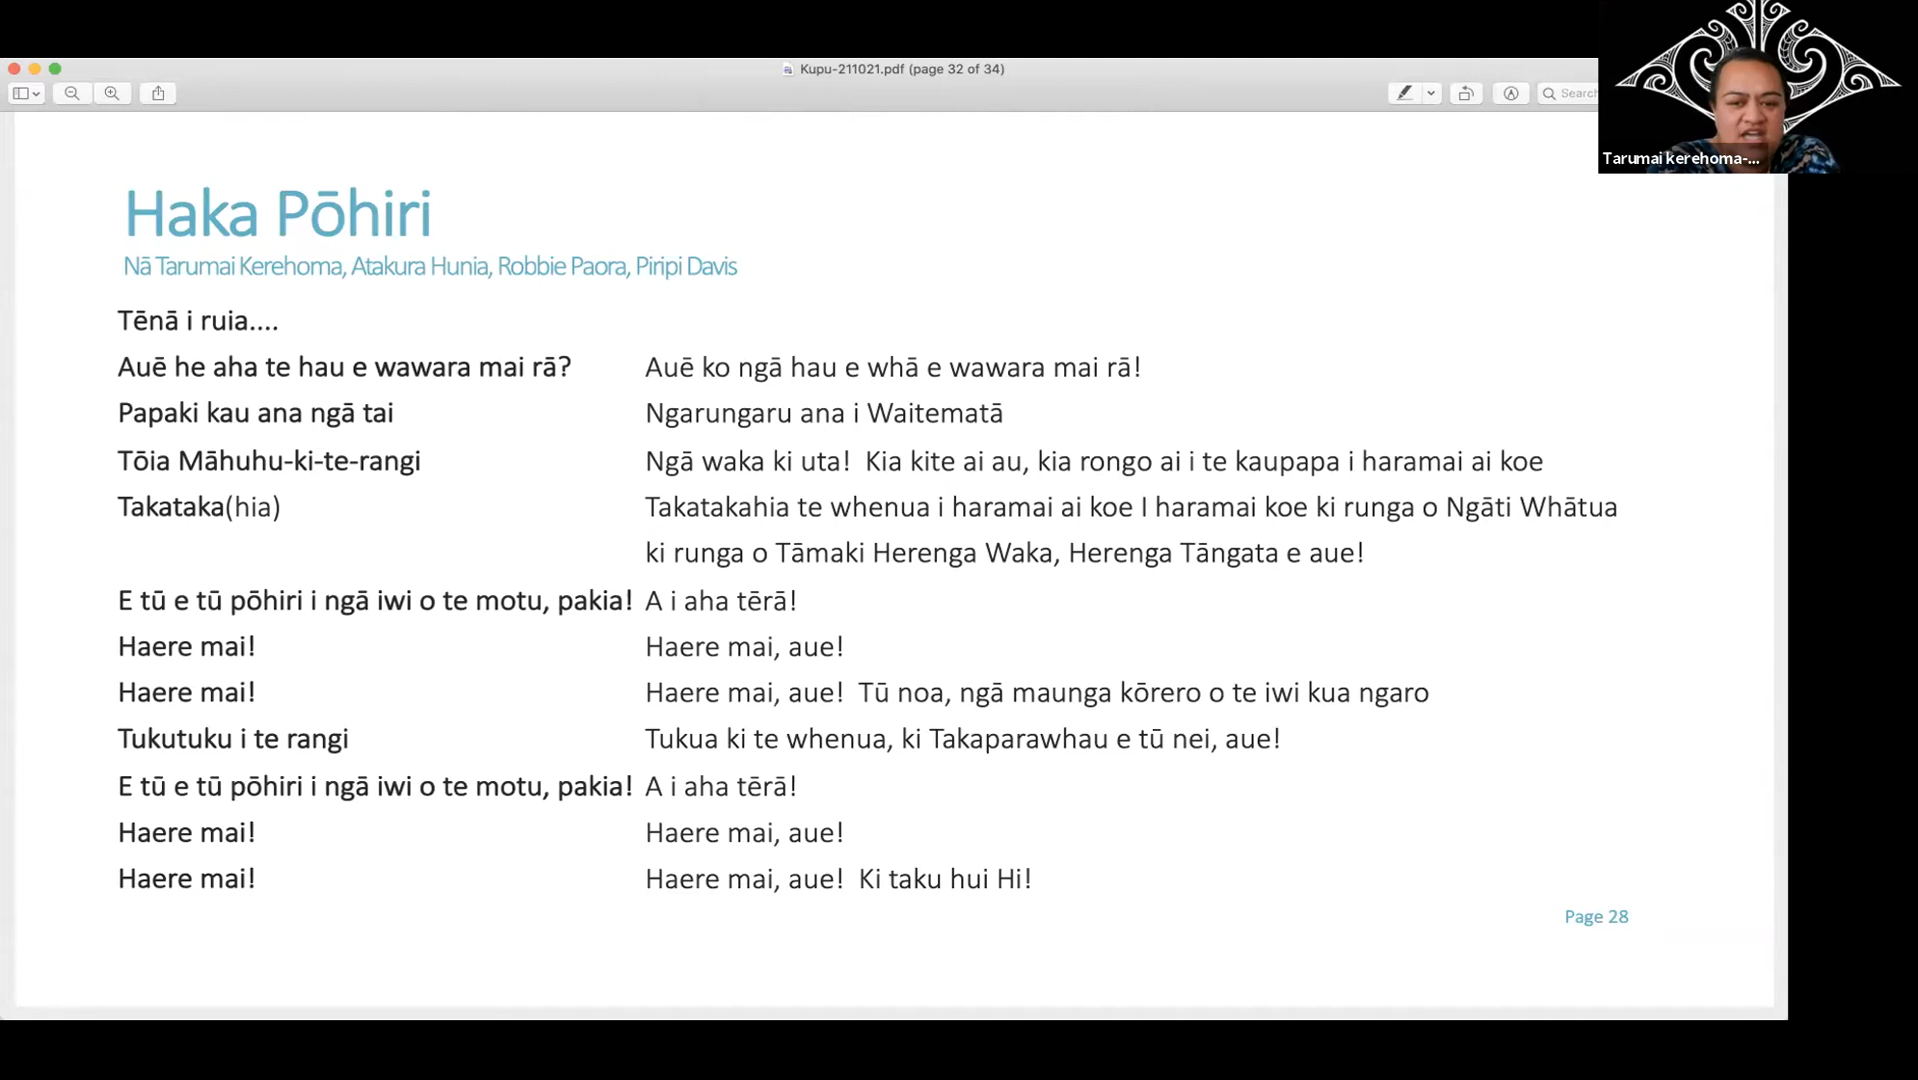 Kupu-211021.pdf (page 32 of 34)
Search
Tarumai kerehoma-...
Haka Pōhiri
Nā Tarumai Kerehoma, Atakura Hunia, Robbie Paora, Piripi Davis
Tēnā i ruia....
Auē he aha te hau e wawara mai rā? Auē ko ngā hau e whā e wawara mai rā!
Papaki kau ana ngā tai Ngarungaru ana i Waitematā
Tōia Māhuhu-ki-te-rangi Ngā waka ki uta! Kia kite ai au, kia rongo ai i te kaupapa i haramai ai koe
Takataka(hia) Takatakahia te whenua i haramai ai koe I haramai koe ki runga o Ngāti Whātua
ki runga o Tāmaki Herenga Waka, Herenga Tāngata e aue!
E tū e tū pōhiri i ngā iwi o te motu, pakia! A i aha tērā!
Haere mai! Haere mai, aue!
Haere mai! Haere mai, aue! Tū noa, ngā maunga kōrero o te iwi kua ngaro
Tukutuku i te rangi Tukua ki te whenua, ki Takaparawhau e tū nei, aue!
E tū e tū pōhiri i ngā iwi o te motu, pakia! A i aha tērā!
Haere mai! Haere mai, aue!
Haere mai! Haere mai, aue! Ki taku hui Hi!
Page 28